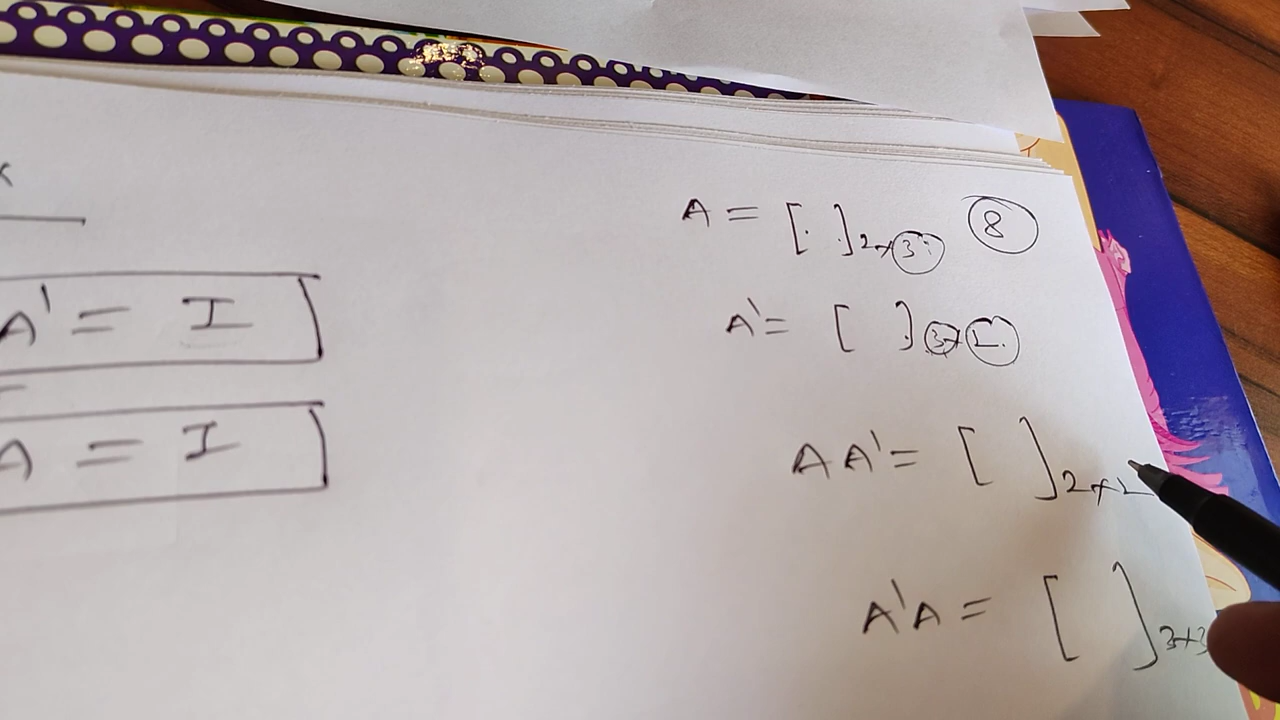 A' = I
A = I
A = [. .]2×3. 8
A' = [ ]3×2.
AA' = [ ]2×2
A'A = [ ]3×3